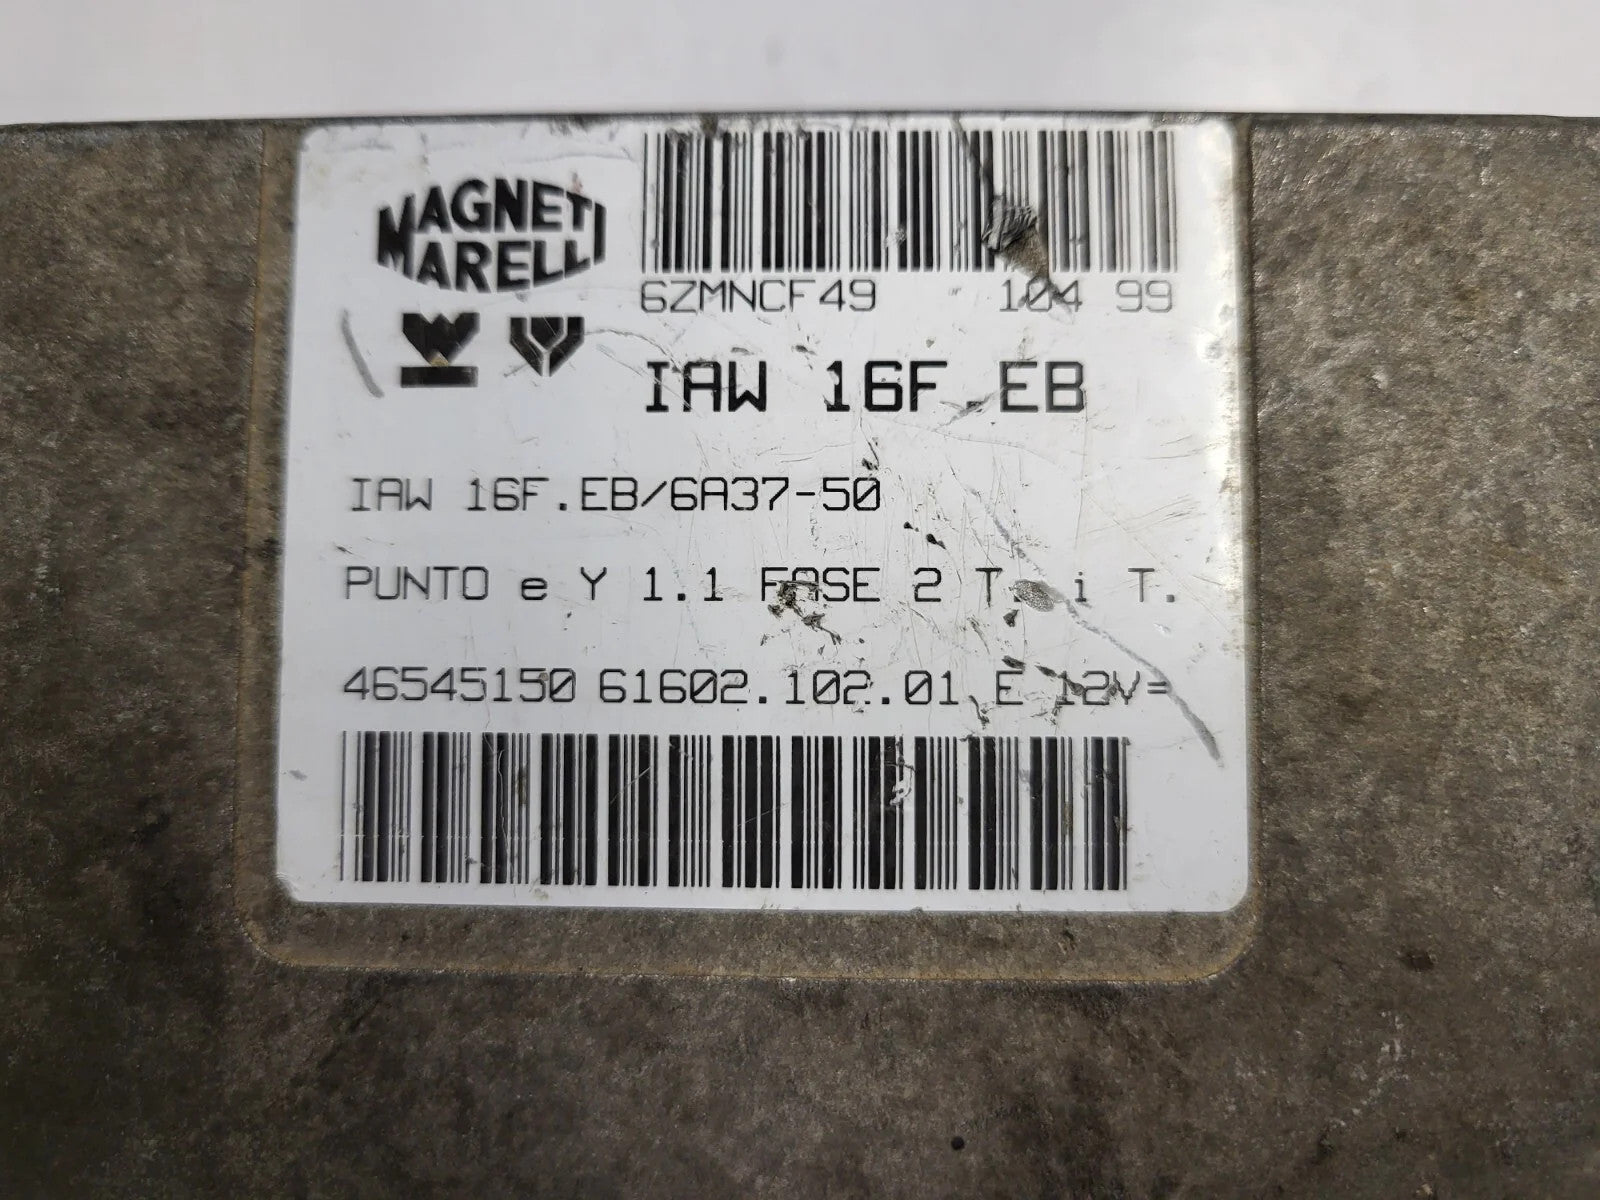 MAGNETI
MARELLI
6ZMNCF49 104 99
IAW 16F.EB
IAW 16F.EB/6A37-50
PUNTO e Y 1.1 FASE 2 i T.
46545150 61602.102.01 E 12V=